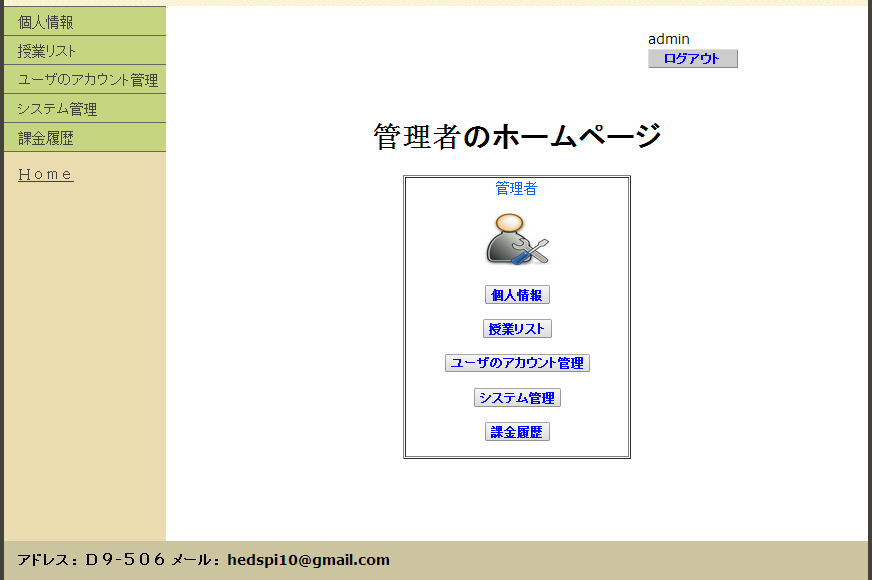 個人情報
授業リスト
ユーザのアカウント管理
システム管理
課金履歴
Ｈｏｍｅ
admin
ログアウト
管理者のホームページ
管理者
個人情報
授業リスト
ユーザのアカウント管理
システム管理
課金履歴
アドレス：Ｄ９-５０６ メール：hedspi10@gmail.com